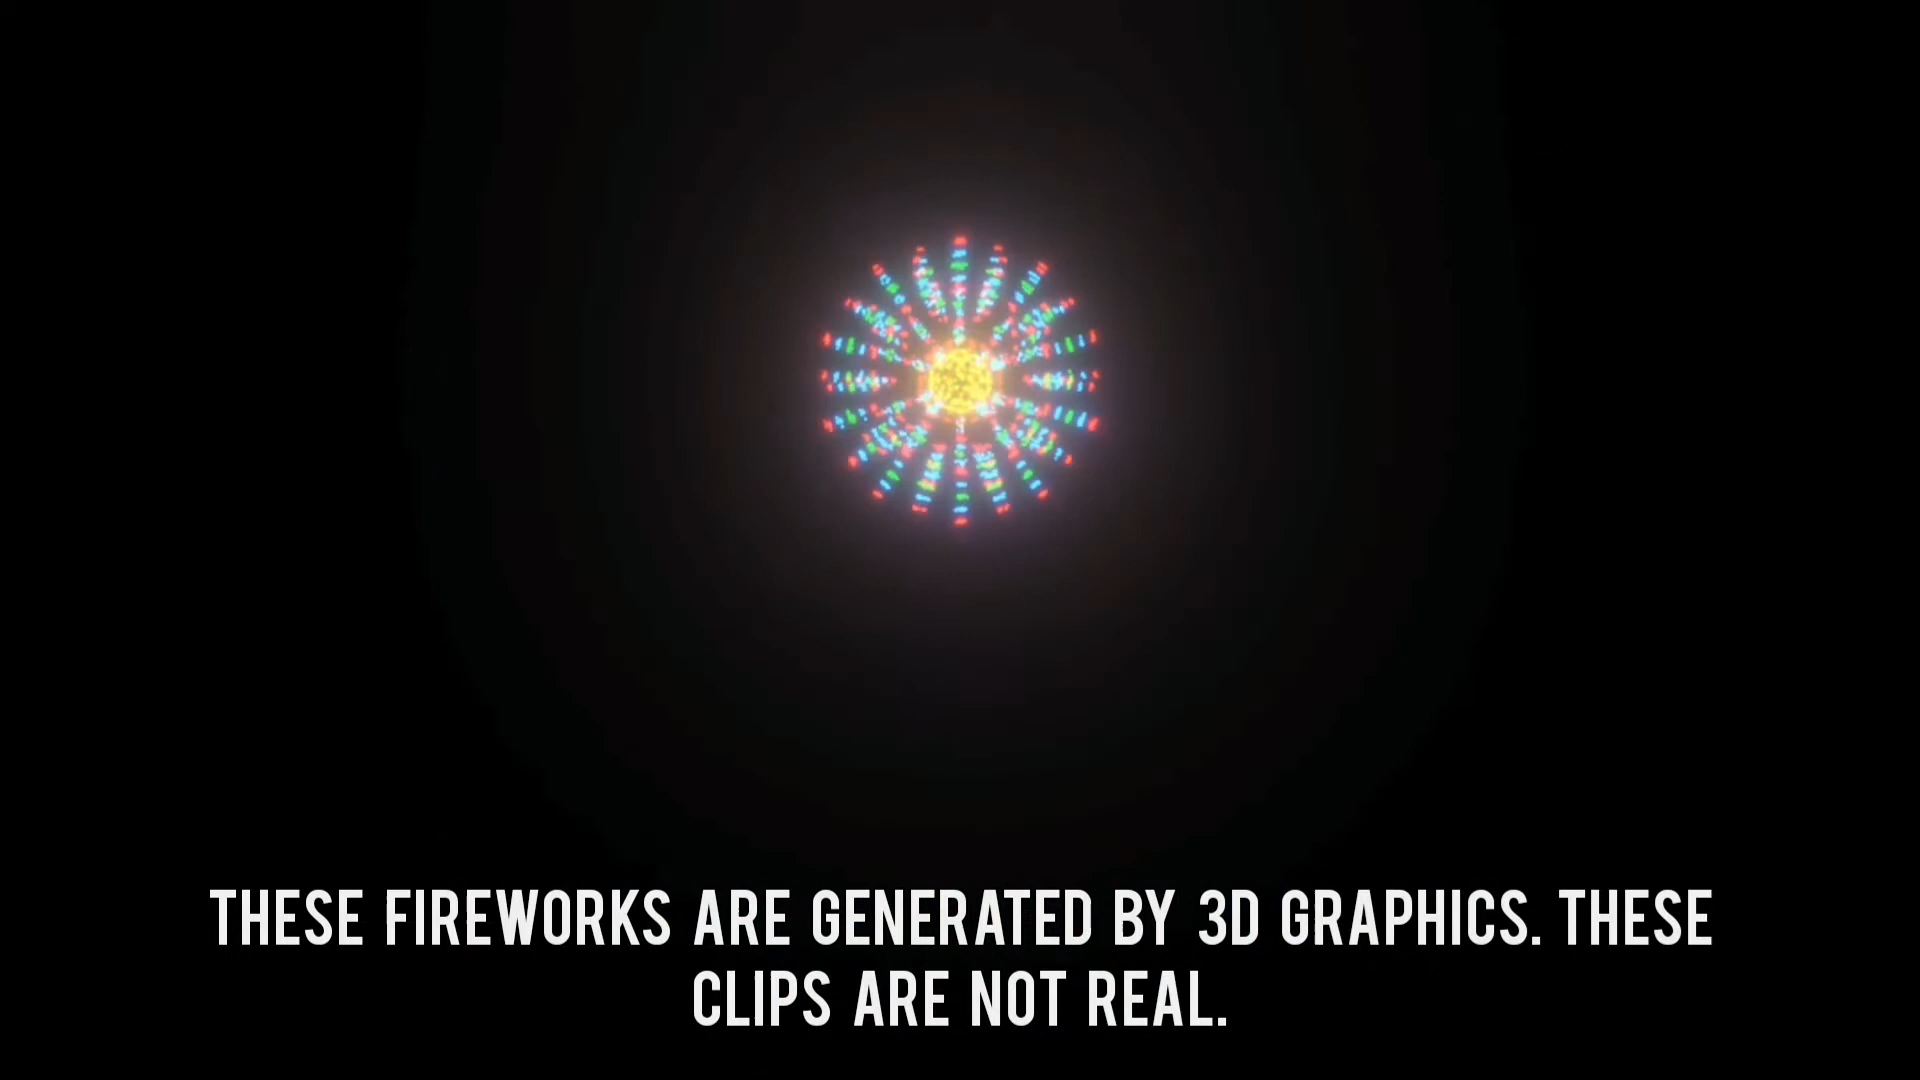 THESE FIREWORKS ARE GENERATED BY 3D GRAPHICS. THESE
CLIPS ARE NOT REAL.